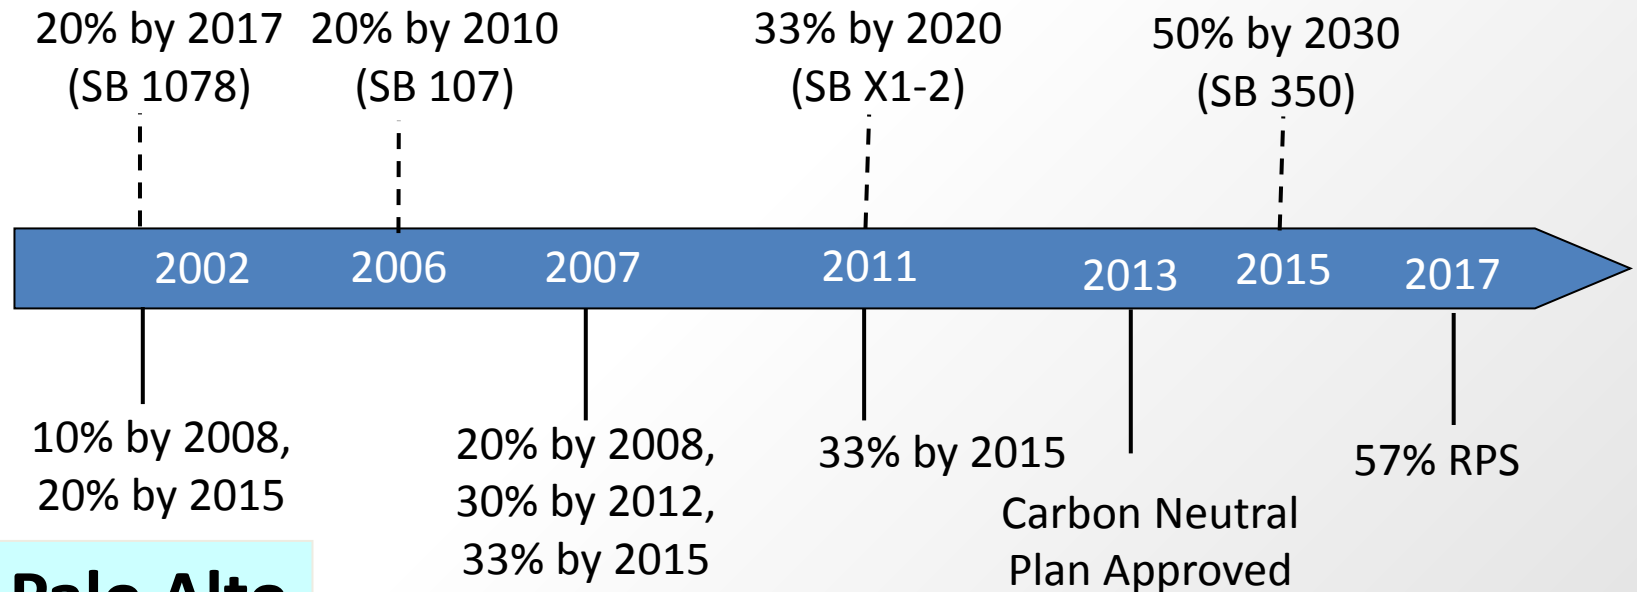 20% by 2017
(SB 1078)
20% by 2010
(SB 107)
33% by 2020
(SB X1-2)
50% by 2030
(SB 350)
2002
2006
2007
2011
2013
2015
2017
10% by 2008,
20% by 2015
20% by 2008,
30% by 2012,
33% by 2015
33% by 2015
Carbon Neutral
Plan Approved
57% RPS
Palo Alto